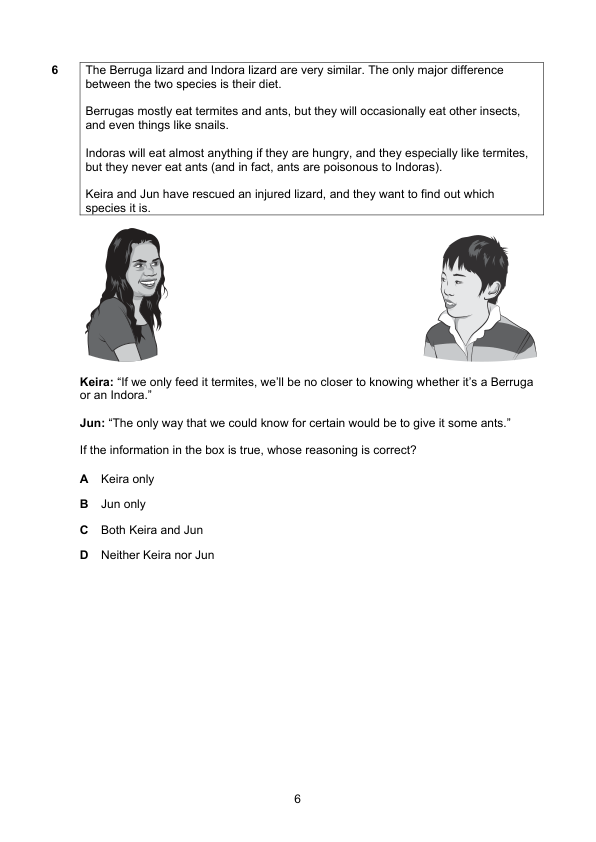 6
The Berruga lizard and Indora lizard are very similar. The only major difference
between the two species is their diet.
Berrugas mostly eat termites and ants, but they will occasionally eat other insects,
and even things like snails.
Indoras will eat almost anything if they are hungry, and they especially like termites,
but they never eat ants (and in fact, ants are poisonous to Indoras).
Keira and Jun have rescued an injured lizard, and they want to find out which
species it is.
Keira: “If we only feed it termites, we’ll be no closer to knowing whether it’s a Berruga
or an Indora.”
Jun: “The only way that we could know for certain would be to give it some ants.”
If the information in the box is true, whose reasoning is correct?
A Keira only
B Jun only
C Both Keira and Jun
D Neither Keira nor Jun
6